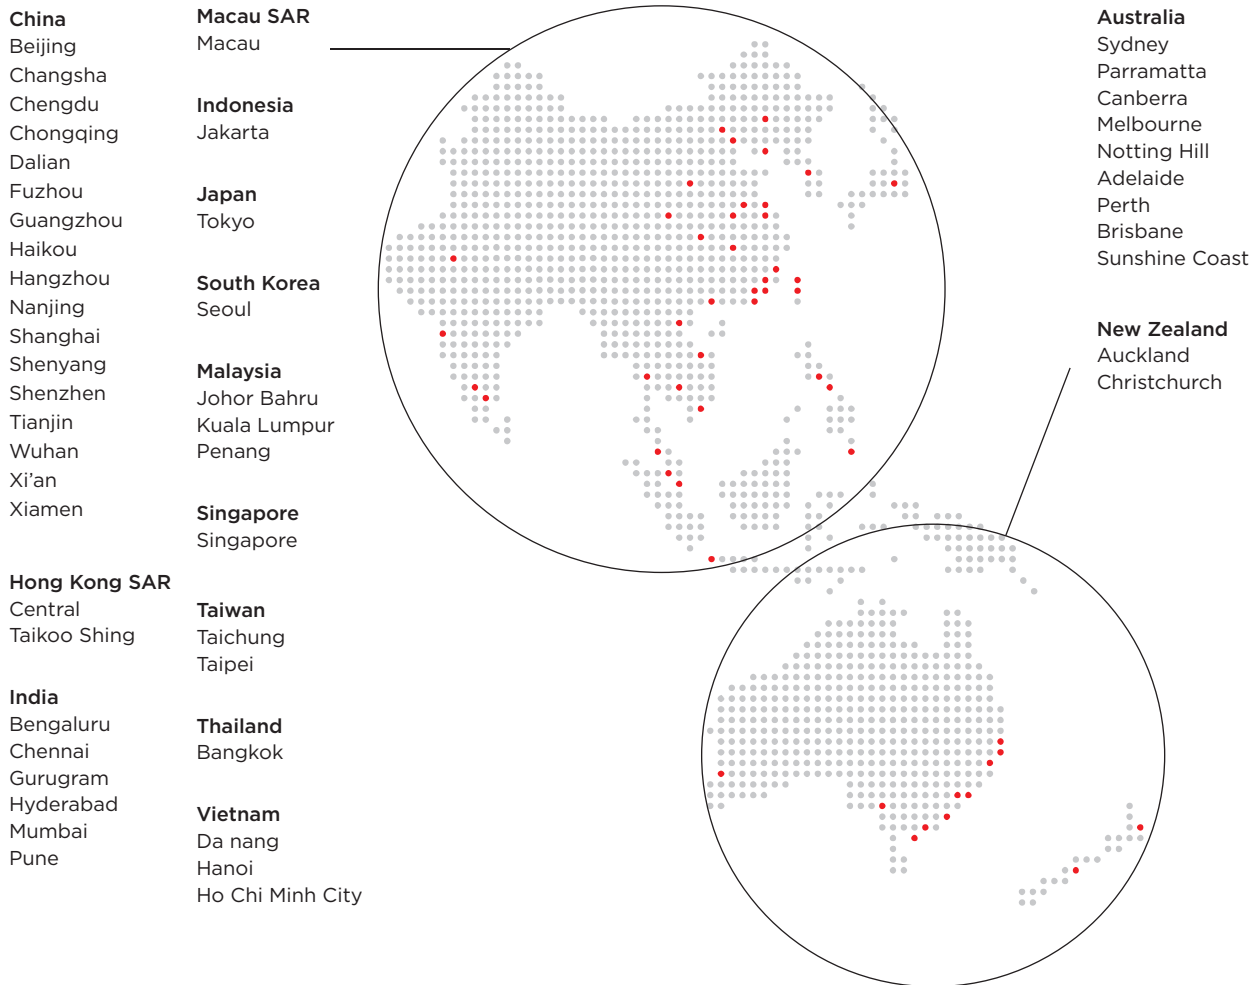 China
Beijing
Changsha
Chengdu
Chongqing
Dalian
Fuzhou
Guangzhou
Haikou
Hangzhou
Nanjing
Shanghai
Shenyang
Shenzhen
Tianjin
Wuhan
Xi’an
Xiamen
Hong Kong SAR
Central
Taikoo Shing
India
Bengaluru
Chennai
Gurugram
Hyderabad
Mumbai
Pune
Macau SAR
Macau
Indonesia
Jakarta
Japan
Tokyo
South Korea
Seoul
Malaysia
Johor Bahru
Kuala Lumpur
Penang
Singapore
Singapore
Taiwan
Taichung
Taipei
Thailand
Bangkok
Vietnam
Da nang
Hanoi
Ho Chi Minh City
Australia
Sydney
Parramatta
Canberra
Melbourne
Notting Hill
Adelaide
Perth
Brisbane
Sunshine Coast
New Zealand
Auckland
Christchurch